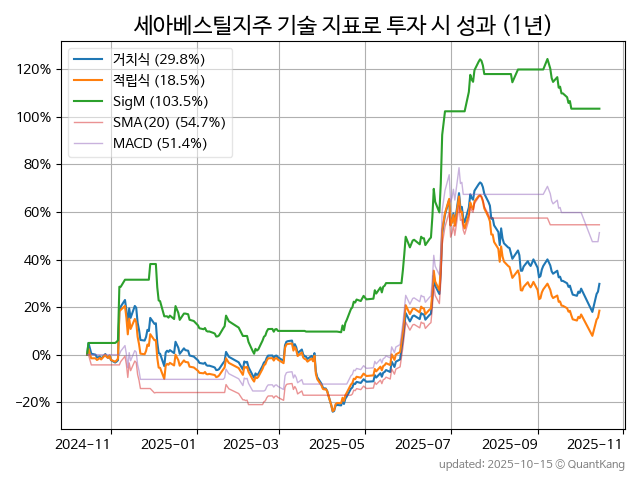 세아베스틸지주 기술 지표로 투자 시 성과 (1년)
120%
100%
80%
60%
40%
20%
0%
−20%
거치식 (29.8%)
적립식 (18.5%)
SigM (103.5%)
SMA(20) (54.7%)
MACD (51.4%)
2024-11 2025-01 2025-03 2025-05 2025-07 2025-09 2025-11
updated: 2025-10-15 © QuantKang